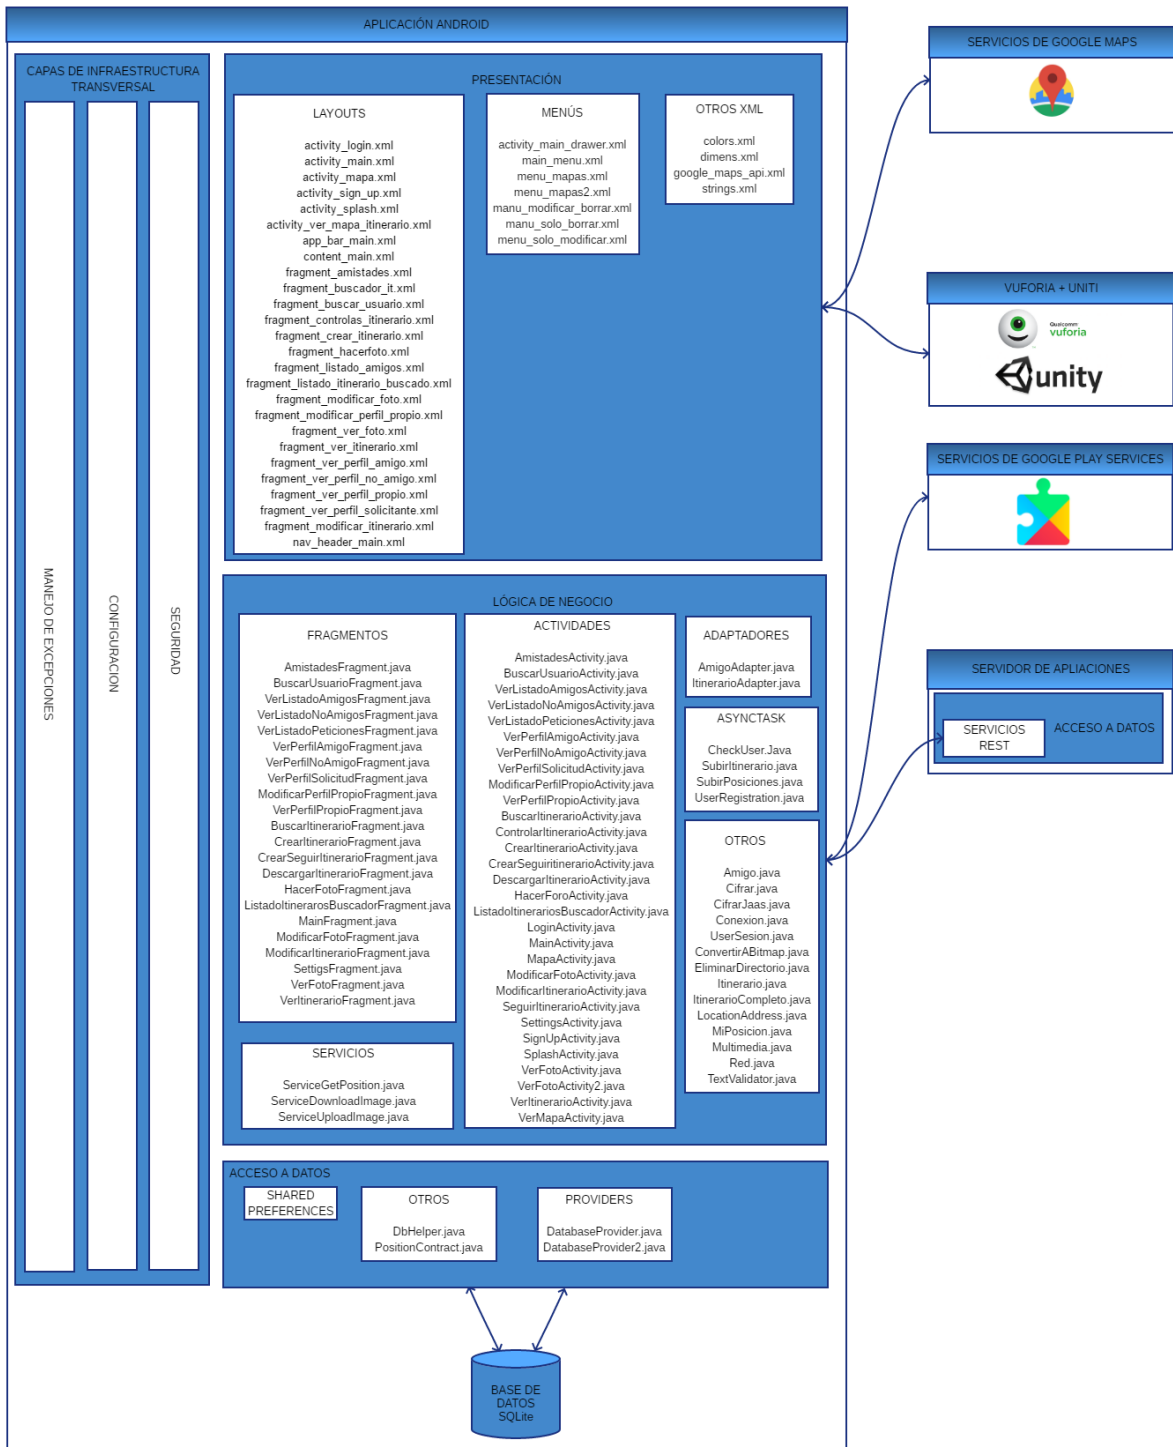 APLICACIÓN ANDROID
CAPAS DE INFRAESTRUCTURA
TRANSVERSAL
MANEJO DE EXCEPCIONES
CONFIGURACION
SEGURIDAD
PRESENTACIÓN
LAYOUTS
activity_login.xml
activity_main.xml
activity_mapa.xml
activity_sign_up.xml
activity_splash.xml
activity_ver_mapa_itinerario.xml
app_bar_main.xml
content_main.xml
fragment_amistades.xml
fragment_buscador_it.xml
fragment_buscar_usuario.xml
fragment_controlas_itinerario.xml
fragment_crear_itinerario.xml
fragment_hacerfoto.xml
fragment_listado_amigos.xml
fragment_listado_itinerario_buscado.xml
fragment_modificar_foto.xml
fragment_modificar_perfil_propio.xml
fragment_ver_foto.xml
fragment_ver_itinerario.xml
fragment_ver_perfil_amigo.xml
fragment_ver_perfil_no_amigo.xml
fragment_ver_perfil_propio.xml
fragment_ver_perfil_solicitante.xml
fragment_modificar_itinerario.xml
nav_header_main.xml
MENÚS
activity_main_drawer.xml
main_menu.xml
menu_mapas.xml
menu_mapas2.xml
manu_modificar_borrar.xml
manu_solo_borrar.xml
menu_solo_modificar.xml
OTROS XML
colors.xml
dimens.xml
google_maps_api.xml
strings.xml
LÓGICA DE NEGOCIO
FRAGMENTOS
AmistadesFragment.java
BuscarUsuarioFragment.java
VerListadoAmigosFragment.java
VerListadoNoAmigosFragment.java
VerListadoPeticionesFragment.java
VerPerfilAmigoFragment.java
VerPerfilNoAmigoFragment.java
VerPerfilSolicitudFragment.java
ModificarPerfilPropioFragment.java
VerPerfilPropioFragment.java
BuscarItinerarioFragment.java
CrearItinerarioFragment.java
CrearSeguirItinerarioFragment.java
DescargarItinerarioFragment.java
HacerFotoFragment.java
ListadoItinerarosBuscadorFragment.java
MainFragment.java
ModificarFotoFragment.java
ModificarItinerarioFragment.java
SettigsFragment.java
VerFotoFragment.java
VerItinerarioFragment.java
SERVICIOS
ServiceGetPosition.java
ServiceDownloadImage.java
ServiceUploadImage.java
ACTIVIDADES
AmistadesActivity.java
BuscarUsuarioActivity.java
VerListadoAmigosActivity.java
VerListadoNoAmigosActivity.java
VerListadoPeticionesActivity.java
VerPerfilAmigoActivity.java
VerPerfilNoAmigoActivity.java
VerPerfilSolicitudActivity.java
ModificarPerfilPropioActivity.java
VerPerfilPropioActivity.java
BuscarItinerarioActivity.java
ControlarItinerarioActivity.java
CrearItinerarioActivity.java
CrearSeguiritinerarioActivity.java
DescargarItinerarioActivity.java
HacerForoActivity.java
ListadoItinerariosBuscadorActivity.java
LoginActivity.java
MainActivity.java
MapaActivity.java
ModificarFotoActivity.java
ModificarItinerarioActivity.java
SeguirItinerarioActivity.java
SettingsActivity.java
SignUpActivity.java
SplashActivity.java
VerFotoActivity.java
VerFotoActivity2.java
VerItinerarioActivity.java
VerMapaActivity.java
ADAPTADORES
AmigoAdapter.java
ItinerarioAdapter.java
ASYNCTASK
CheckUser.Java
SubirItinerario.java
SubirPosiciones.java
UserRegistration.java
OTROS
Amigo.java
Cifrar.java
CifrarJaas.java
Conexion.java
UserSesion.java
ConvertirABitmap.java
EliminarDirectorio.java
Itinerario.java
ItinerarioCompleto.java
LocationAddress.java
MiPosicion.java
Multimedia.java
Red.java
TextValidator.java
ACCESO A DATOS
SHARED
PREFERENCES
OTROS
DbHelper.java
PositionContract.java
PROVIDERS
DatabaseProvider.java
DatabaseProvider2.java
BASE DE
DATOS
SQLite
SERVICIOS DE GOOGLE MAPS
VUFORIA + UNITI
Qualcomm
vuforia
unity
SERVICIOS DE GOOGLE PLAY SERVICES
SERVIDOR DE APLIACIONES
SERVICIOS
REST
ACCESO A DATOS